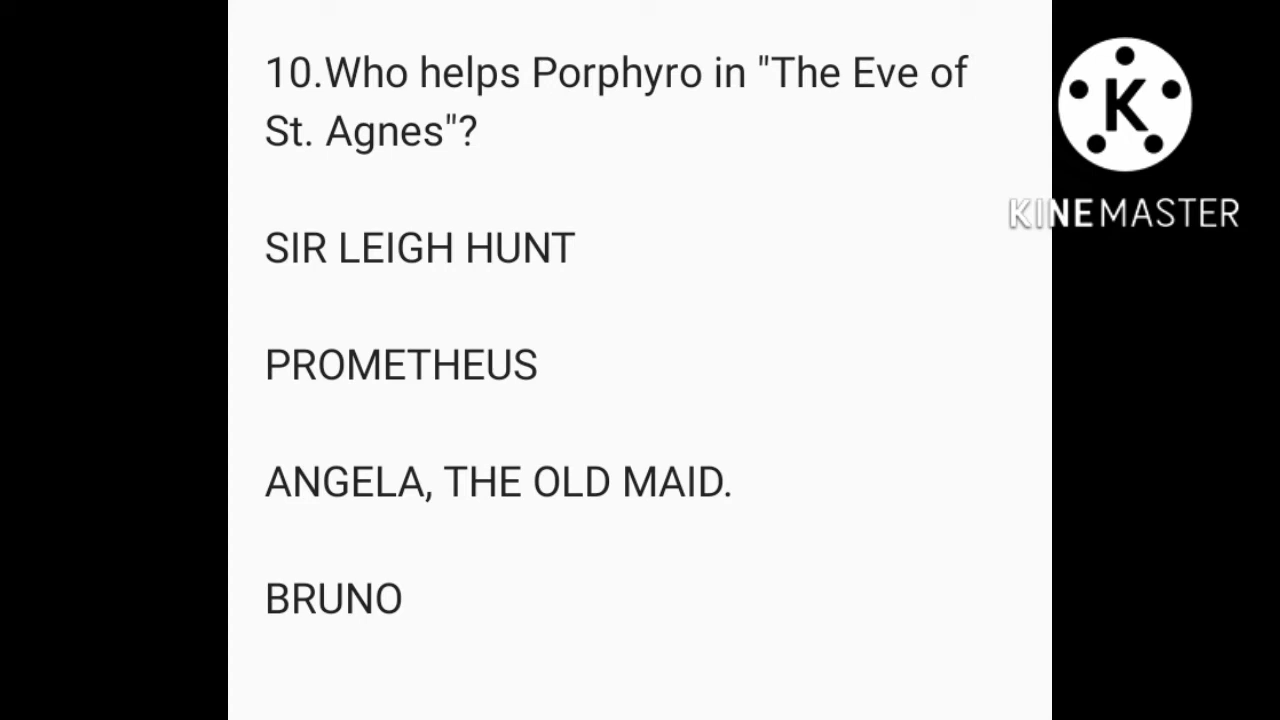 10.Who helps Porphyro in "The Eve of
St. Agnes"?
SIR LEIGH HUNT
PROMETHEUS
ANGELA, THE OLD MAID.
BRUNO
K
KINEMASTER